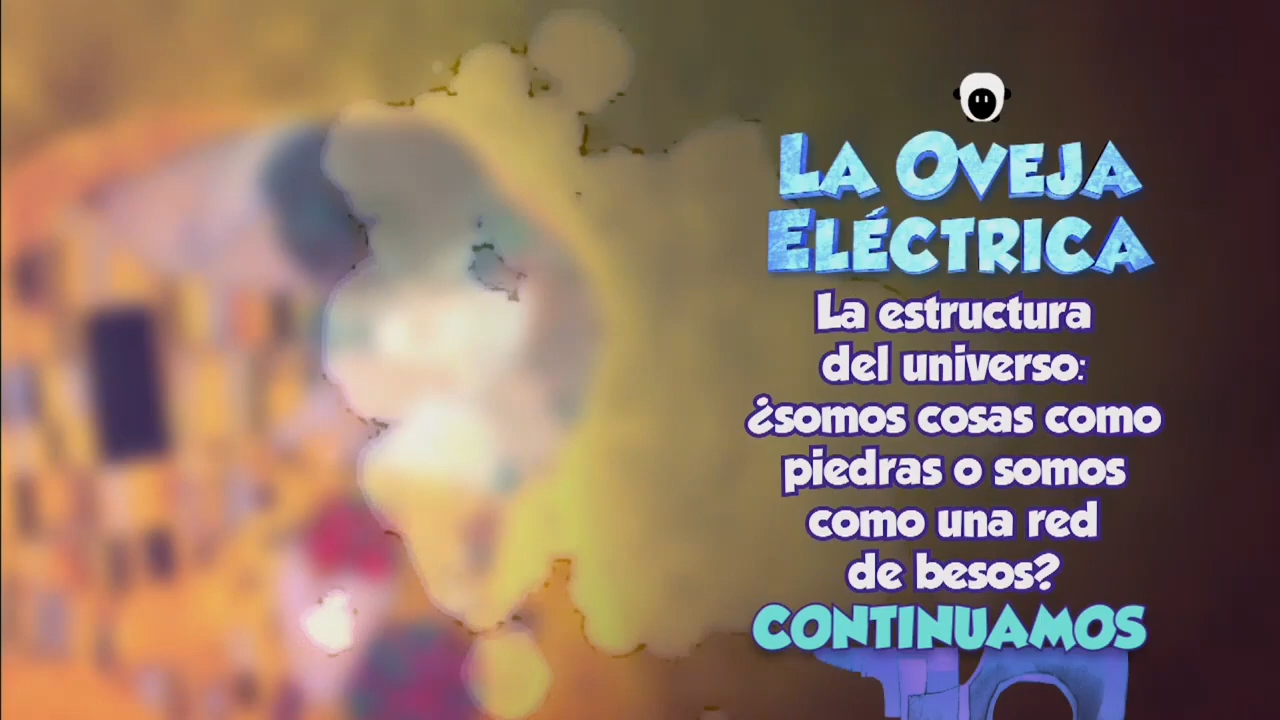 LA OVEJA
ELÉCTRICA
La estructura
del universo:
¿somos cosas como
piedras o somos
como una red
de besos?
CONTINUAMOS